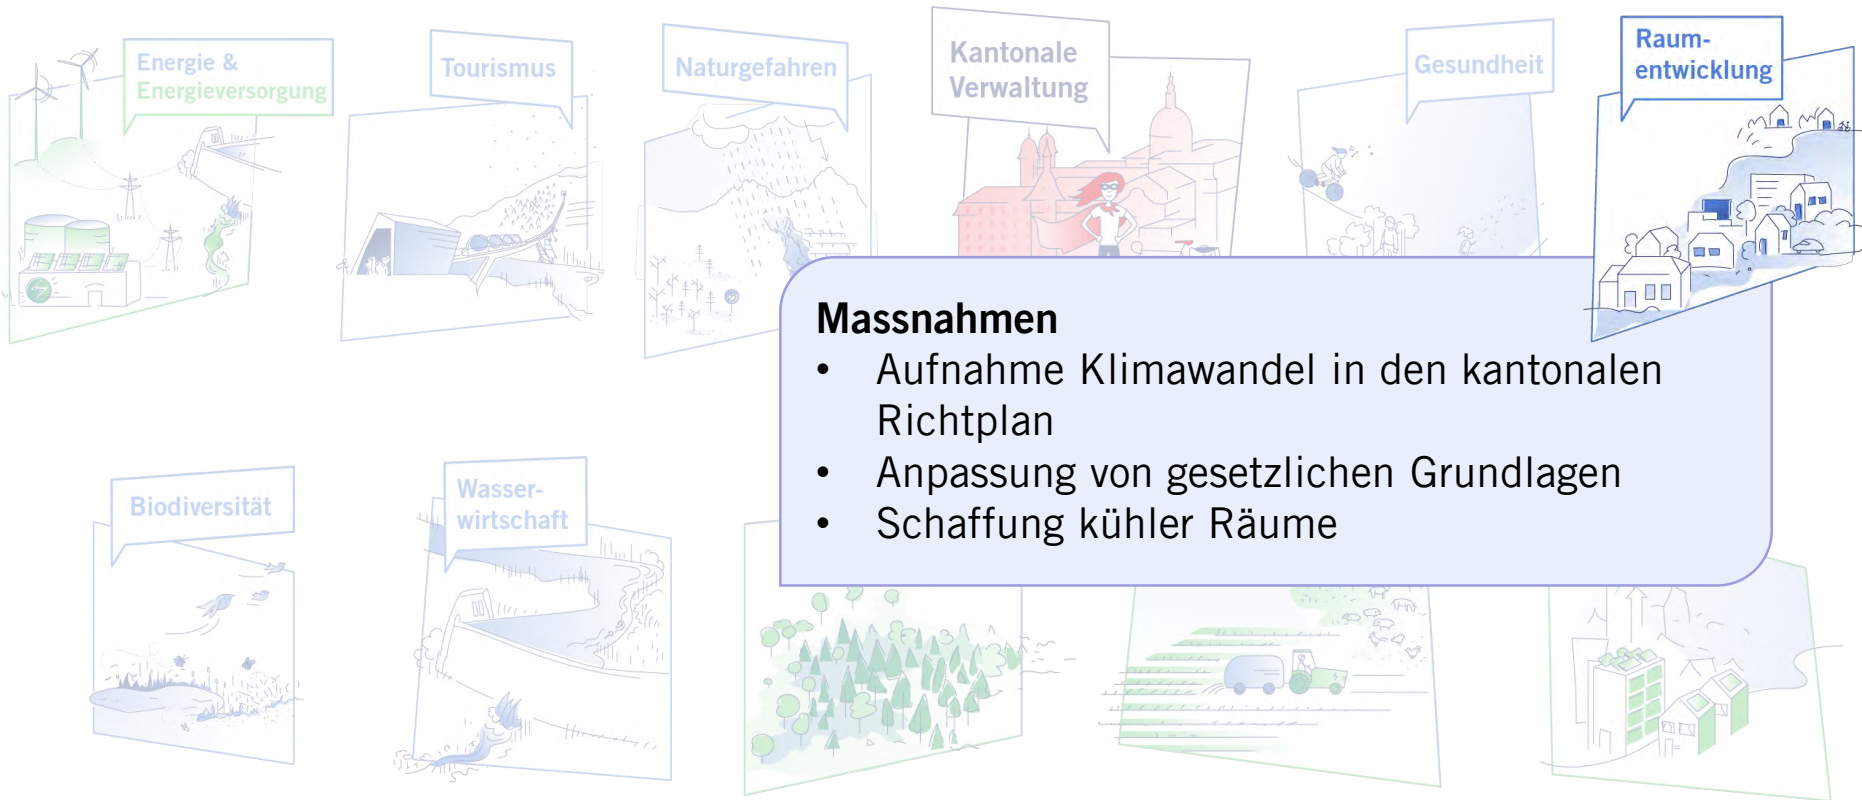 Energie &
Energieversorgung
Tourismus
Naturgefahren
Kantonale
Verwaltung
Gesundheit
Raum-
entwicklung
Massnahmen
• Aufnahme Klimawandel in den kantonalen
Richtplan
• Anpassung von gesetzlichen Grundlagen
• Schaffung kühler Räume
Biodiversität
Wasser-
wirtschaft